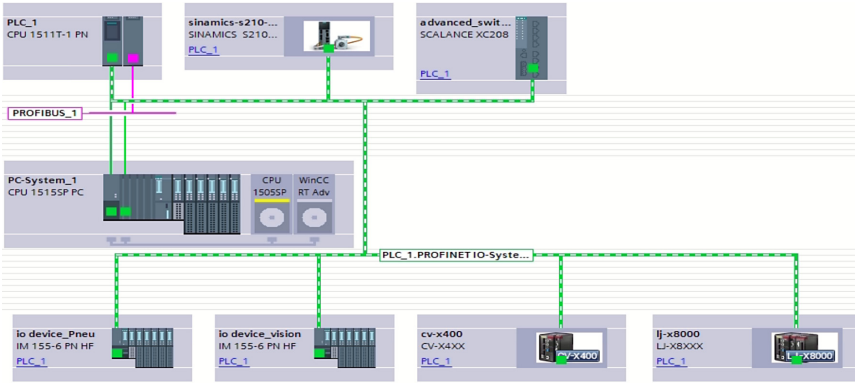 PLC_1
CPU 1511T-1 PN
sinamics-s210-...
SINAMICS S210...
PLC_1
advanced_swit...
SCALANCE XC208
PLC_1
PROFIBUS_1
PC-System_1
CPU 1515SP PC
CPU
1505SP
WinCC
RT Adv
PLC_1.PROFINET IO-Syste...
io device_Pneu
IM 155-6 PN HF
PLC_1
io device_vision
IM 155-6 PN HF
PLC_1
cv-x400
CV-X4XX
PLC_1
CV-X400
lj-x8000
LJ-X8XXX
PLC_1
LJ-X8000